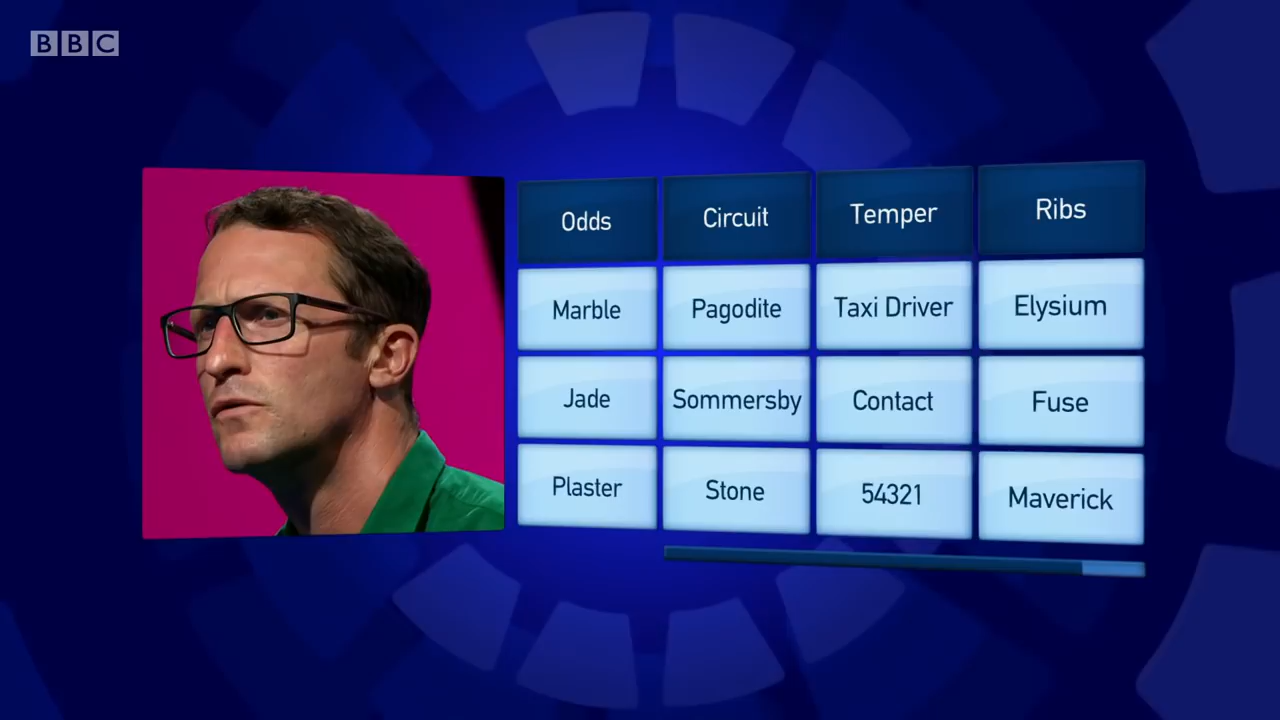 BBC
Odds
Circuit
Temper
Ribs
Marble
Pagodite
Taxi Driver
Elysium
Jade
Sommersby
Contact
Fuse
Plaster
Stone
54321
Maverick